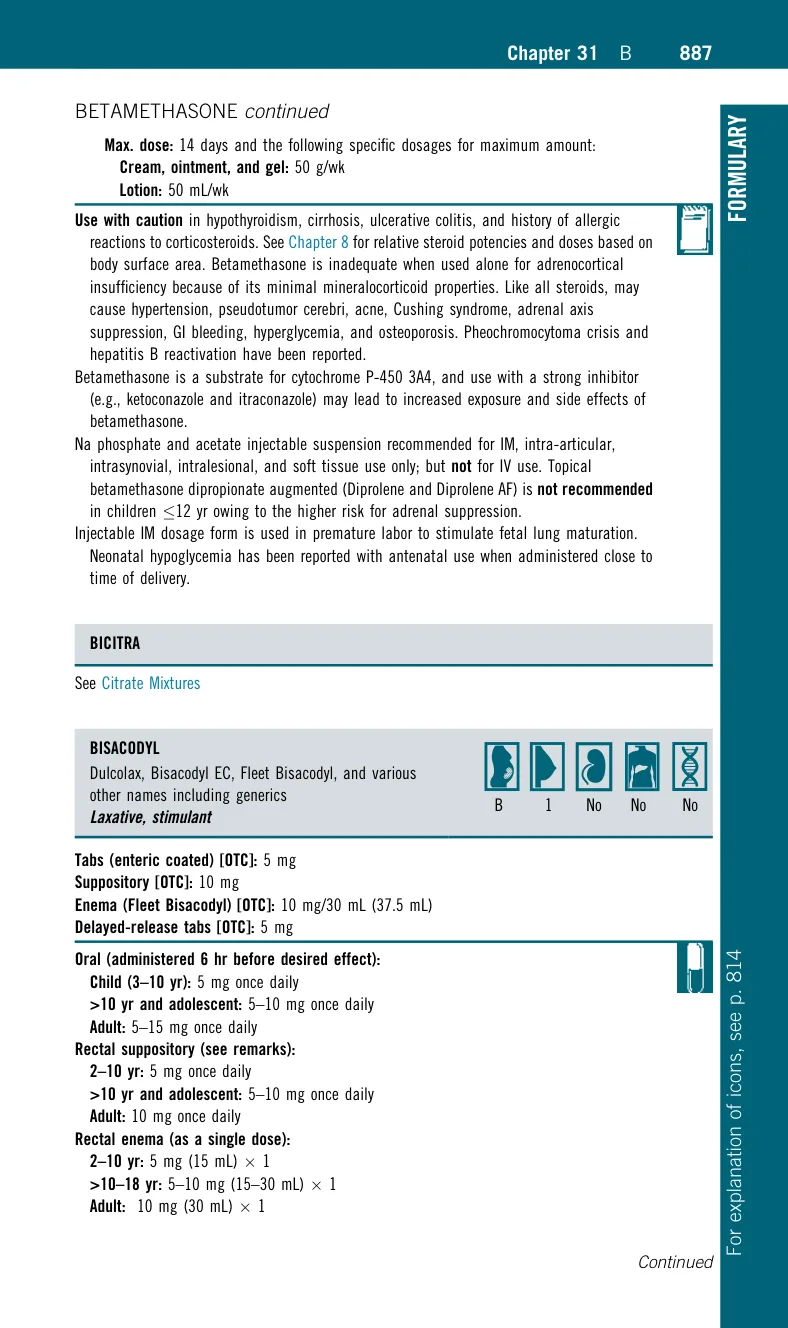 Chapter 31 B 887
BETAMETHASONE continued
Max. dose: 14 days and the following specific dosages for maximum amount:
Cream, ointment, and gel: 50 g/wk
Lotion: 50 mL/wk
Use with caution in hypothyroidism, cirrhosis, ulcerative colitis, and history of allergic
reactions to corticosteroids. See Chapter 8 for relative steroid potencies and doses based on
body surface area. Betamethasone is inadequate when used alone for adrenocortical
insufficiency because of its minimal mineralocorticoid properties. Like all steroids, may
cause hypertension, pseudotumor cerebri, acne, Cushing syndrome, adrenal axis
suppression, GI bleeding, hyperglycemia, and osteoporosis. Pheochromocytoma crisis and
hepatitis B reactivation have been reported.
Betamethasone is a substrate for cytochrome P-450 3A4, and use with a strong inhibitor
(e.g., ketoconazole and itraconazole) may lead to increased exposure and side effects of
betamethasone.
Na phosphate and acetate injectable suspension recommended for IM, intra-articular,
intrasynovial, intralesional, and soft tissue use only; but not for IV use. Topical
betamethasone dipropionate augmented (Diprolene and Diprolene AF) is not recommended
in children ≤12 yr owing to the higher risk for adrenal suppression.
Injectable IM dosage form is used in premature labor to stimulate fetal lung maturation.
Neonatal hypoglycemia has been reported with antenatal use when administered close to
time of delivery.
BICITRA
See Citrate Mixtures
BISACODYL
Dulcolax, Bisacodyl EC, Fleet Bisacodyl, and various
other names including generics
Laxative, stimulant
B 1 No No No
Tabs (enteric coated) [OTC]: 5 mg
Suppository [OTC]: 10 mg
Enema (Fleet Bisacodyl) [OTC]: 10 mg/30 mL (37.5 mL)
Delayed-release tabs [OTC]: 5 mg
Oral (administered 6 hr before desired effect):
Child (3–10 yr): 5 mg once daily
>10 yr and adolescent: 5–10 mg once daily
Adult: 5–15 mg once daily
Rectal suppository (see remarks):
2–10 yr: 5 mg once daily
>10 yr and adolescent: 5–10 mg once daily
Adult: 10 mg once daily
Rectal enema (as a single dose):
2–10 yr: 5 mg (15 mL) × 1
>10–18 yr: 5–10 mg (15–30 mL) × 1
Adult: 10 mg (30 mL) × 1
Continued
FORMULARY
For explanation of icons, see p. 814